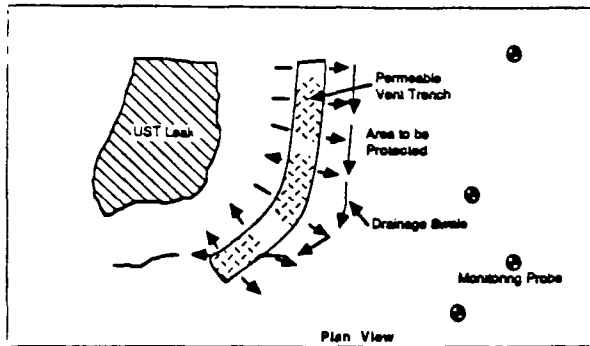 UST Leak
Permeable
Vent Trench
Area to be
Protected
Drainage Swale
Monitoring Probe
Plan View